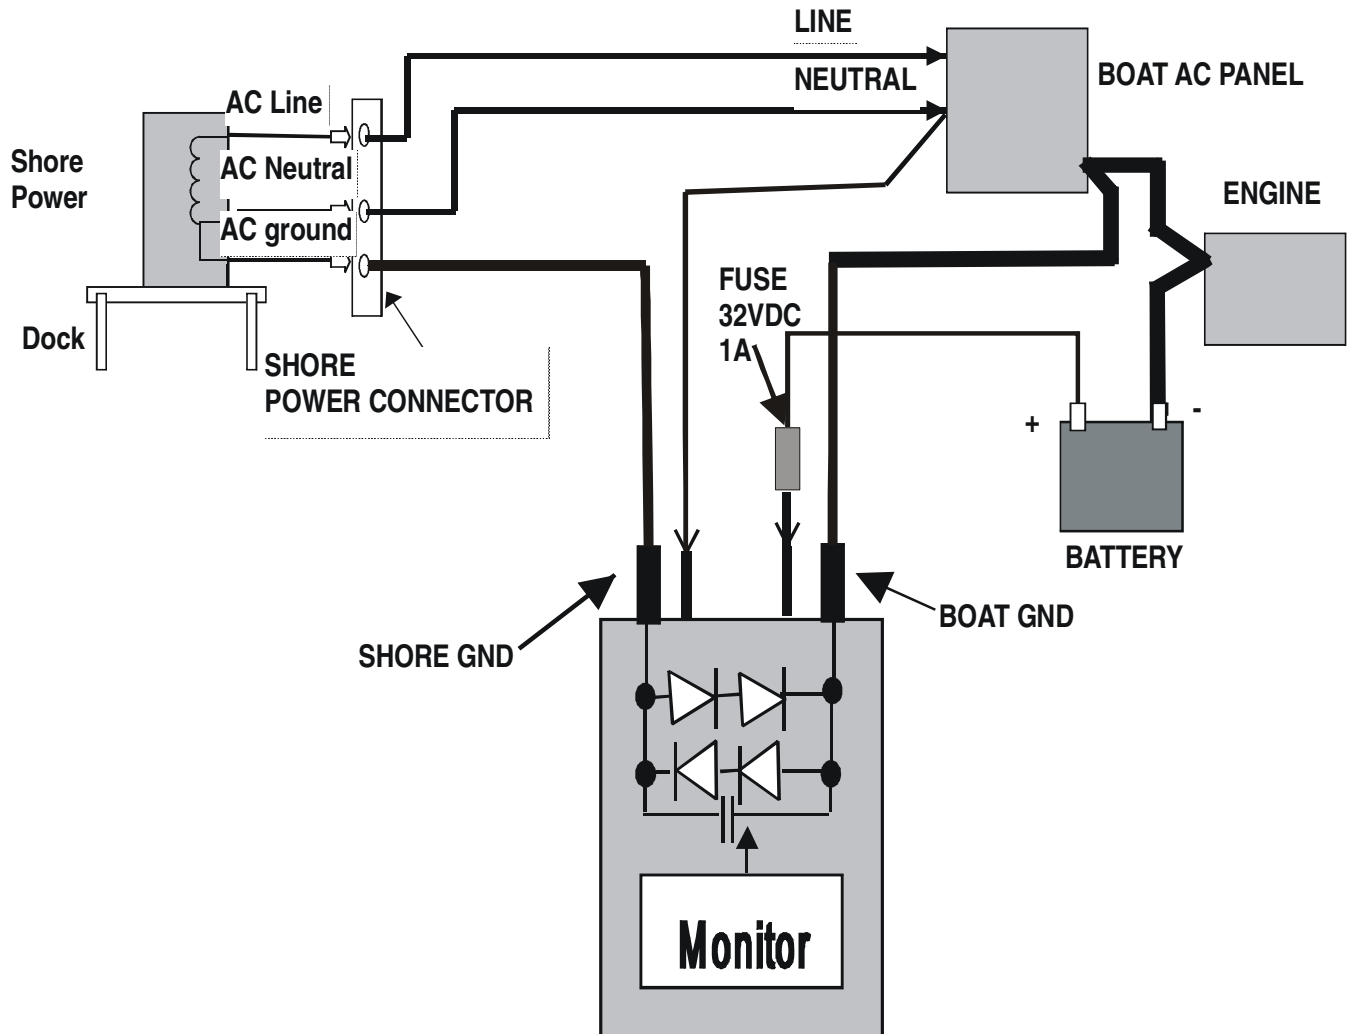 LINE
NEUTRAL
BOAT AC PANEL
AC Line
Shore
Power
AC Neutral
AC ground
ENGINE
Dock
SHORE
POWER CONNECTOR
FUSE
32VDC
1A
+
-
BATTERY
SHORE GND
BOAT GND
Monitor